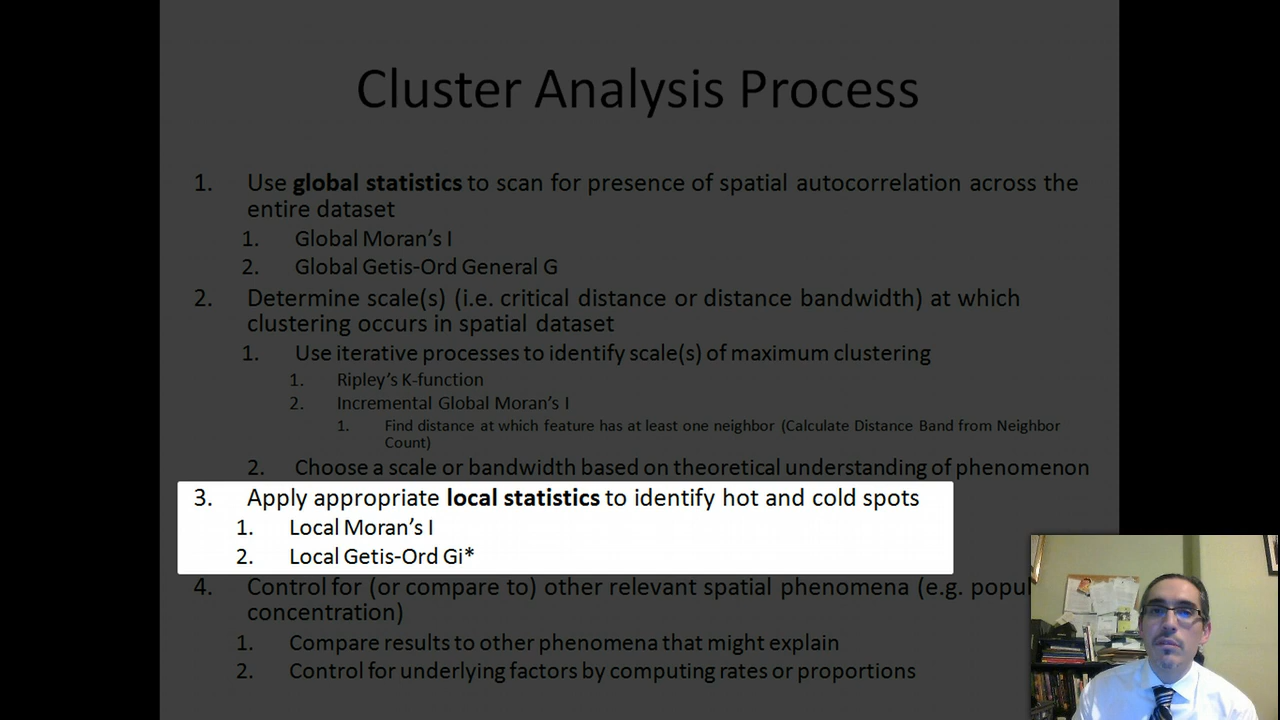 Cluster Analysis Process
1. Use global statistics to scan for presence of spatial autocorrelation across the
entire dataset
1. Global Moran's I
2. Global Getis-Ord General G
2. Determine scale(s) (i.e. critical distance or distance bandwidth) at which
clustering occurs in spatial dataset
1. Use iterative processes to identify scale(s) of maximum clustering
1. Ripley's K-function
2. Incremental Global Moran's I
1. Find distance at which feature has at least one neighbor (Calculate Distance Band from Neighbor
Count)
2. Choose a scale or bandwidth based on theoretical understanding of phenomenon
3. Apply appropriate local statistics to identify hot and cold spots
1. Local Moran's I
2. Local Getis-Ord Gi*
4. Control for (or compare to) other relevant spatial phenomena (e.g. popu
concentration)
1. Compare results to other phenomena that might explain
2. Control for underlying factors by computing rates or proportions